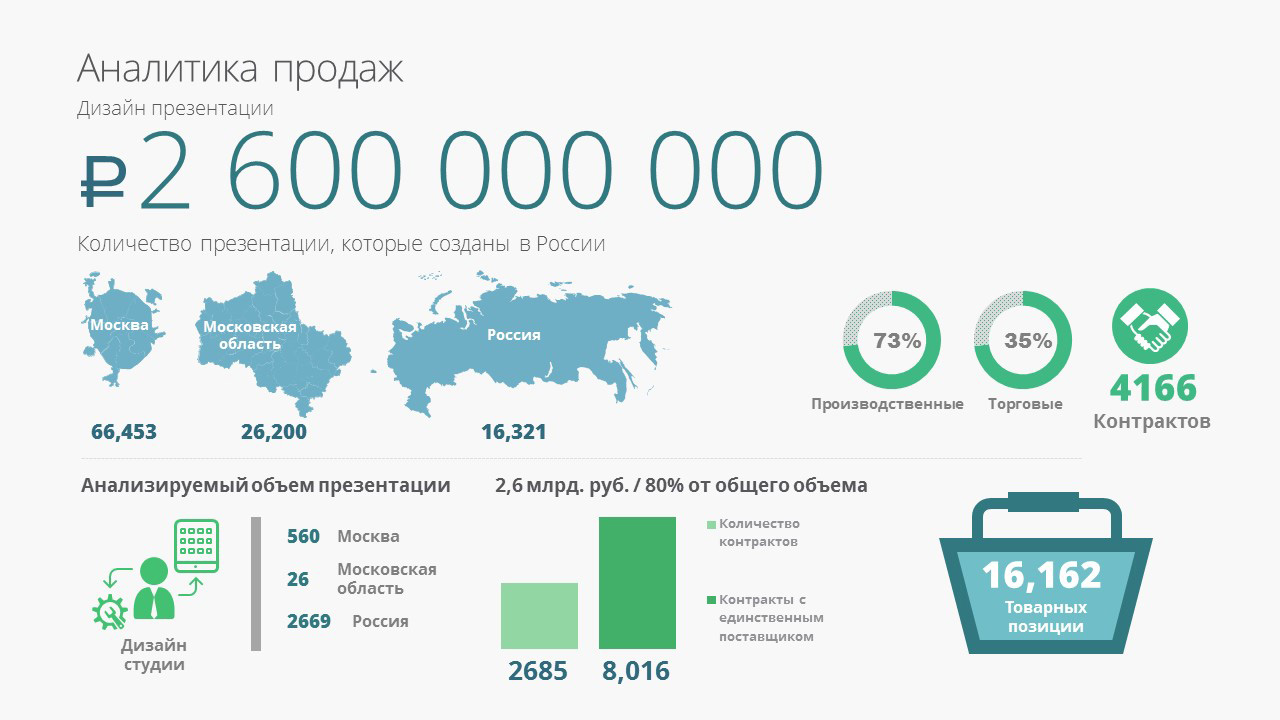 Аналитика продаж
Дизайн презентации
₽2 600 000 000
Количество презентации, которые созданы в России
Москва
Московская
область
Россия
66,453
26,200
16,321
73%
35%
Производственные
Торговые
4166
Контрактов
Анализируемый объем презентации
2,6 млрд. руб. / 80% от общего объема
560 Москва
26 Московская
область
2669 Россия
Дизайн
студии
2685
8,016
Количество
контрактов
Контракты с
единственным
поставщиком
16,162
Товарных
позиции